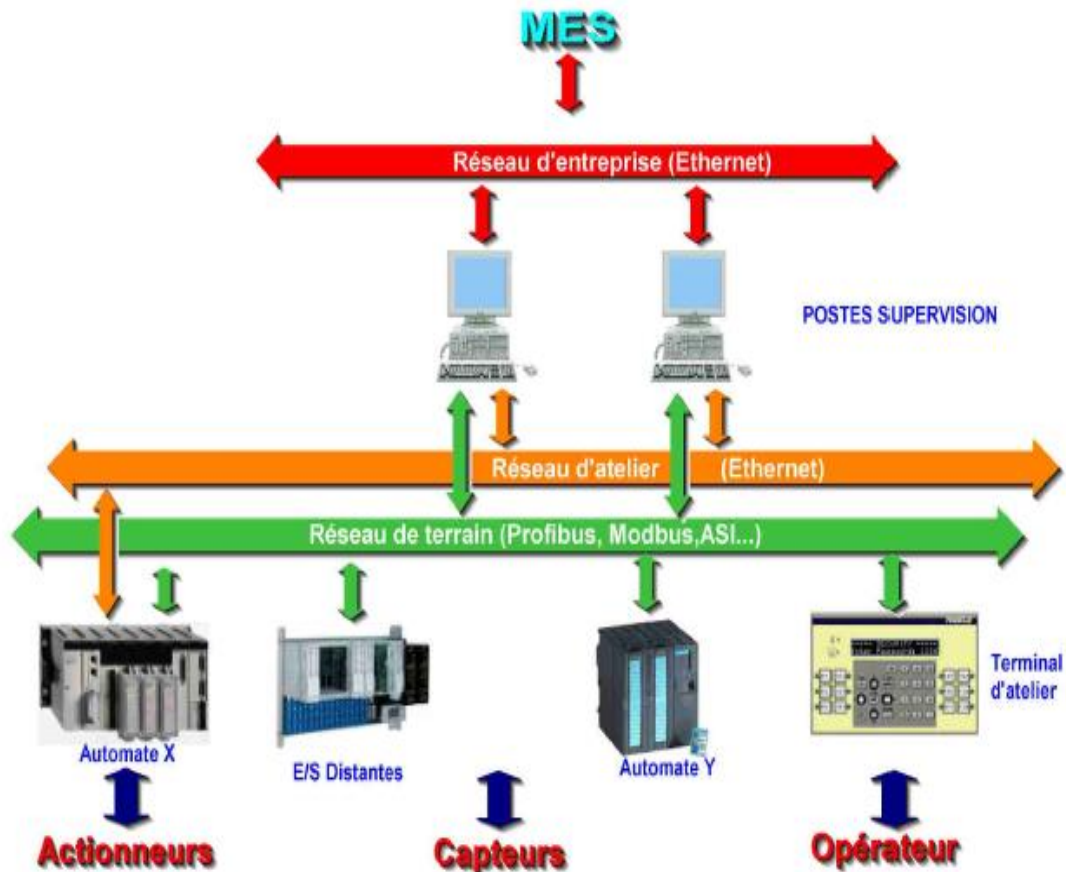 MES
Réseau d'entreprise (Ethernet)
POSTES SUPERVISION
Réseau d'atelier (Ethernet)
Réseau de terrain (Profibus, Modbus,ASI...)
Automate X
E/S Distantes
Automate Y
Terminal
d'atelier
Actionneurs
Capteurs
Opérateur